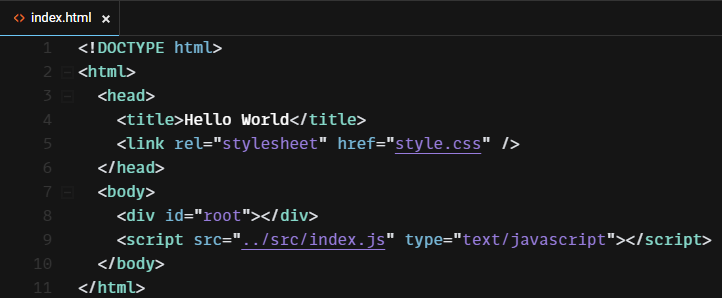 <> index.html ×
1 <!DOCTYPE html>
2 <html>
3   <head>
4     <title>Hello World</title>
5     <link rel="stylesheet" href="style.css" />
6   </head>
7   <body>
8     <div id="root"></div>
9     <script src="../src/index.js" type="text/javascript"></script>
10   </body>
11 </html>